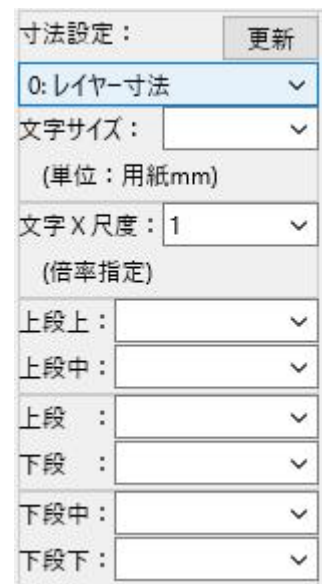 寸法設定： 更新
0: レイヤー寸法
文字サイズ：
(単位：用紙mm)
文字X尺度： 1
(倍率指定)
上段上：
上段中：
上段　：
下段　：
下段中：
下段下：